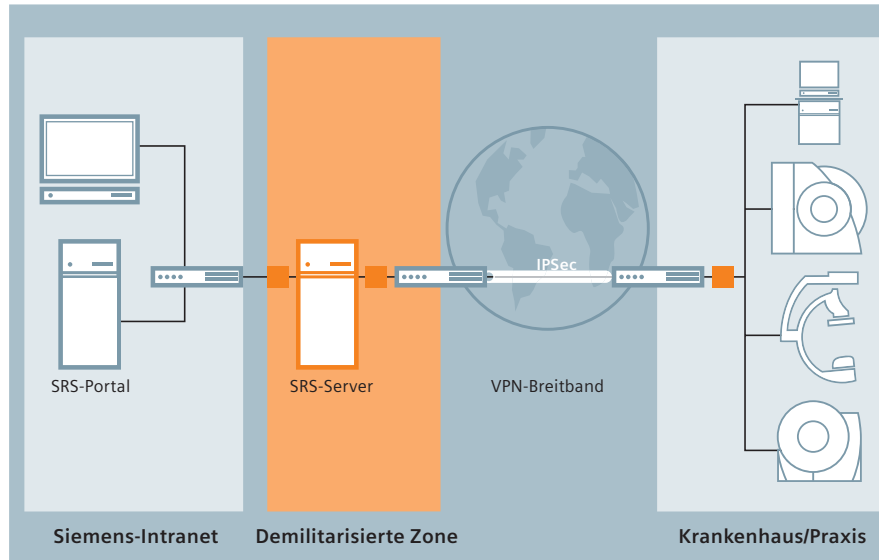 IPSec
SRS-Portal
SRS-Server
VPN-Breitband
Siemens-Intranet
Demilitarisierte Zone
Krankenhaus/Praxis